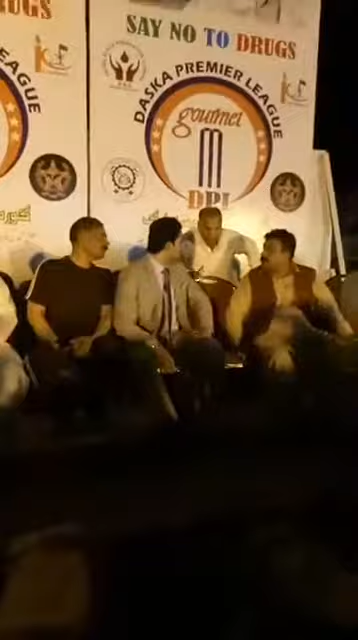 RUGS
SAY NO TO DRUGS
EAGUE
DASKA PREMIER LEAGUE
gourmet
DPL